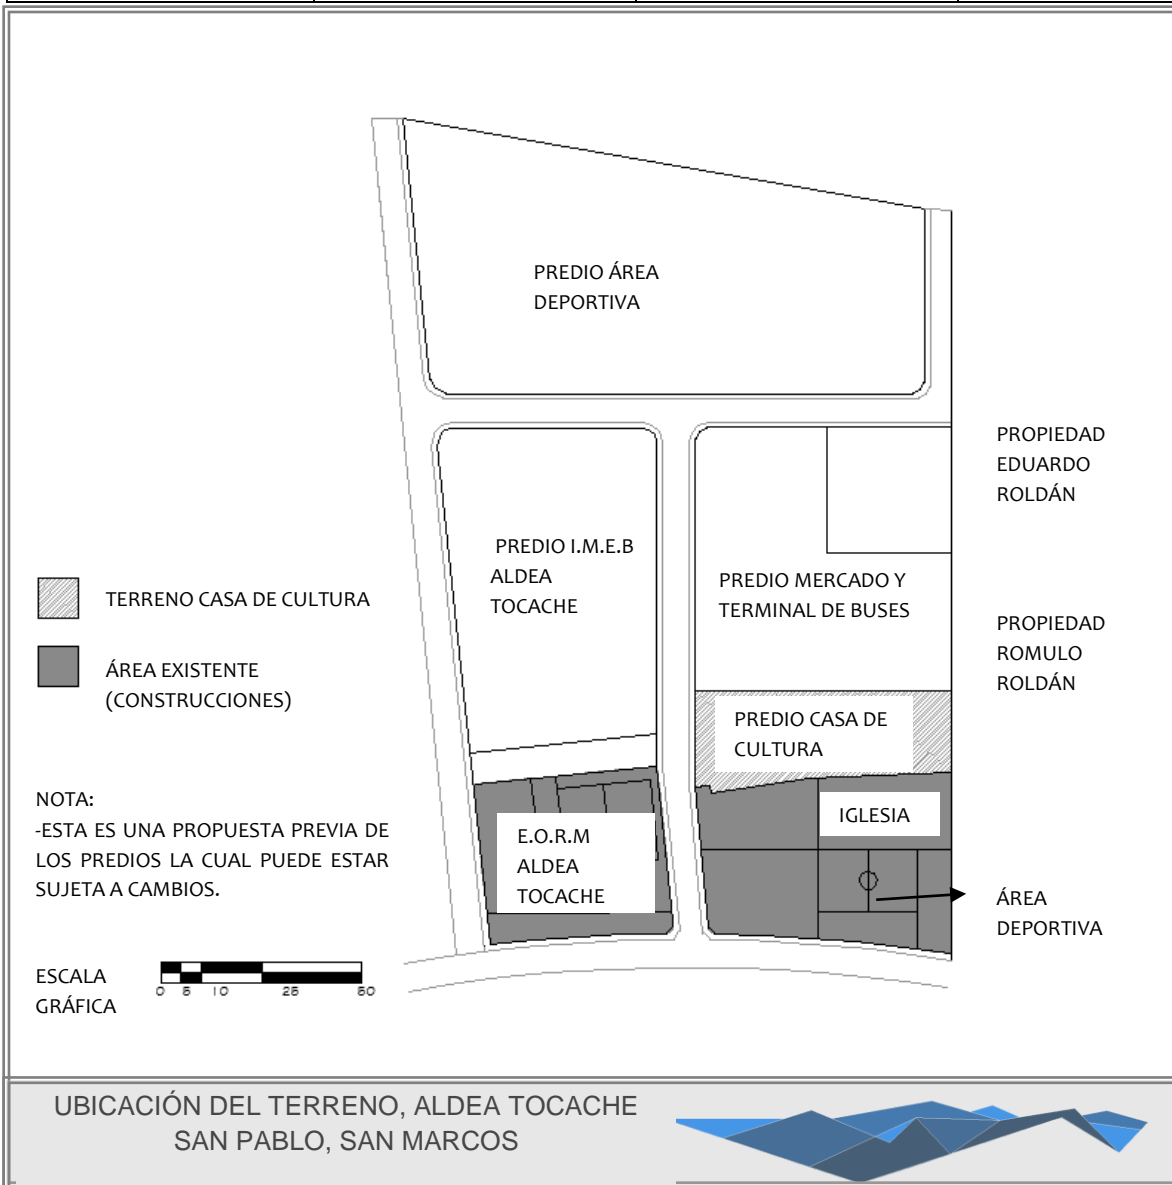 PREDIO ÁREA
DEPORTIVA
PROPIEDAD
EDUARDO
ROLDÁN
PREDIO I.M.E.B
ALDEA
TOCACHE
PREDIO MERCADO Y
TERMINAL DE BUSES
TERRENO CASA DE CULTURA
PROPIEDAD
ROMULO
ROLDÁN
ÁREA EXISTENTE
(CONSTRUCCIONES)
PREDIO CASA DE
CULTURA
NOTA:
-ESTA ES UNA PROPUESTA PREVIA DE
LOS PREDIOS LA CUAL PUEDE ESTAR
SUJETA A CAMBIOS.
E.O.R.M
ALDEA
TOCACHE
IGLESIA
ÁREA
DEPORTIVA
ESCALA
GRÁFICA
0 5 10 25 50
UBICACIÓN DEL TERRENO, ALDEA TOCACHE
SAN PABLO, SAN MARCOS